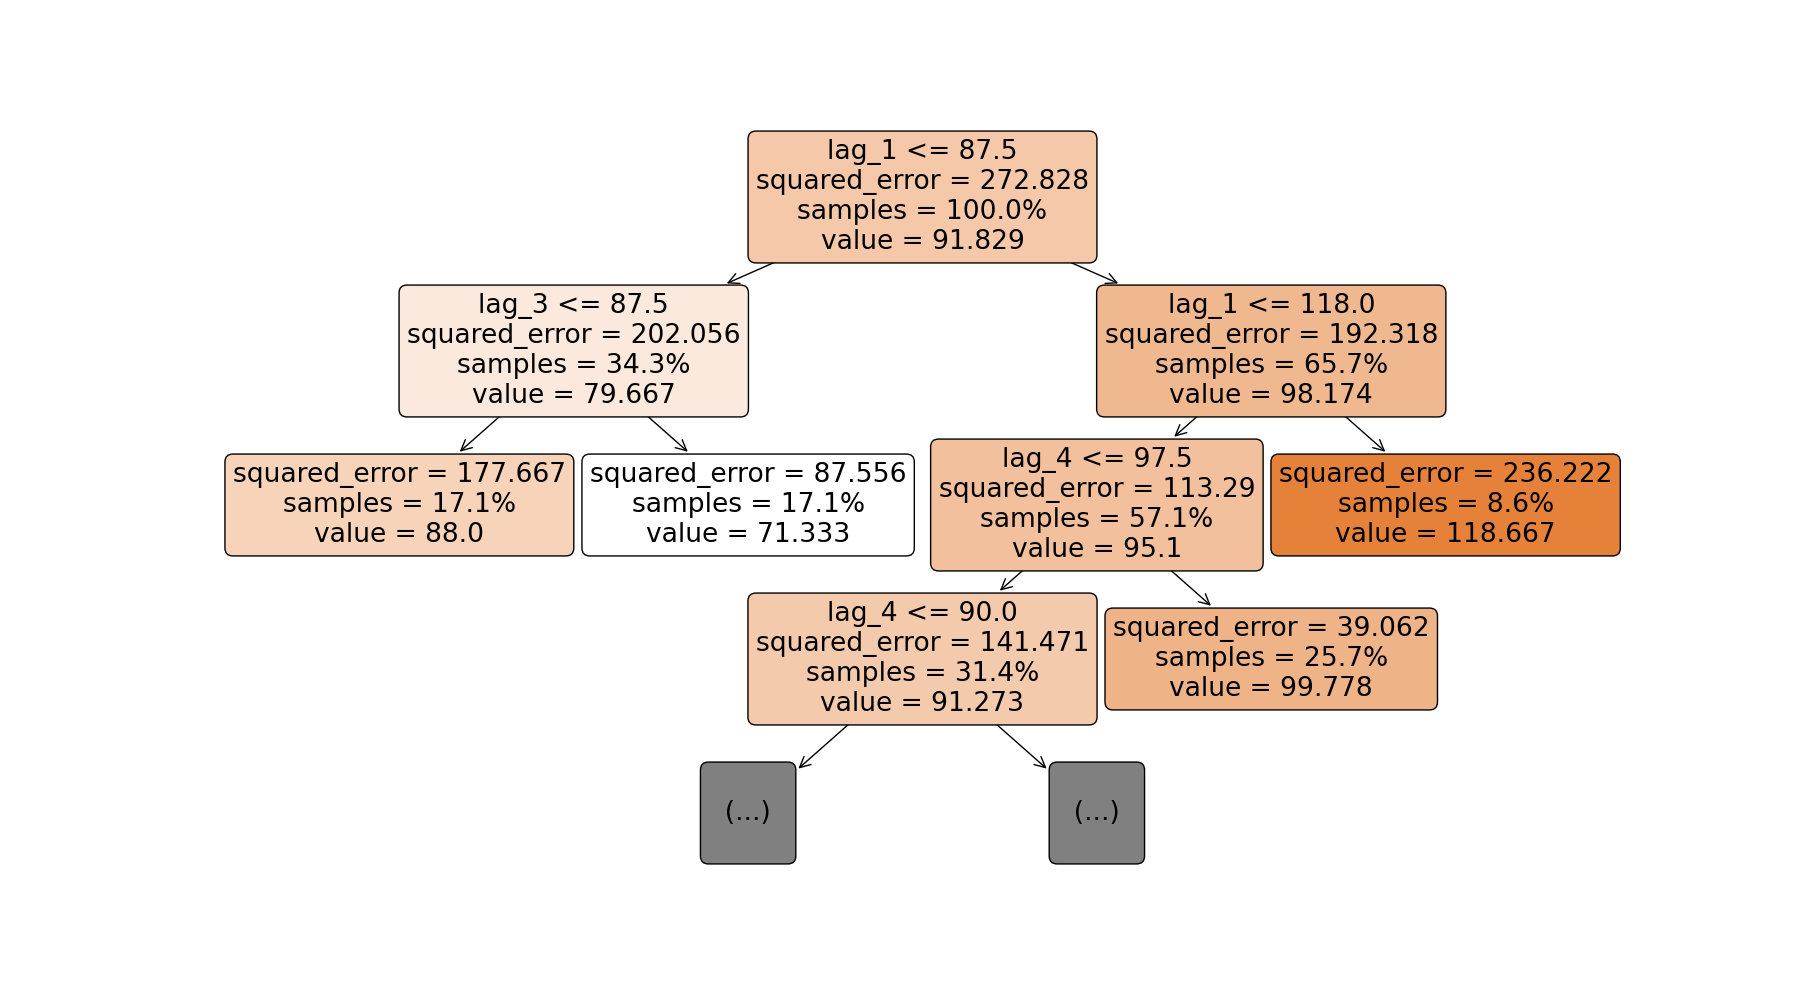 lag_1 <= 87.5
squared_error = 272.828
samples = 100.0%
value = 91.829
lag_3 <= 87.5
squared_error = 202.056
samples = 34.3%
value = 79.667
lag_1 <= 118.0
squared_error = 192.318
samples = 65.7%
value = 98.174
squared_error = 177.667
samples = 17.1%
value = 88.0
squared_error = 87.556
samples = 17.1%
value = 71.333
lag_4 <= 97.5
squared_error = 113.29
samples = 57.1%
value = 95.1
squared_error = 236.222
samples = 8.6%
value = 118.667
lag_4 <= 90.0
squared_error = 141.471
samples = 31.4%
value = 91.273
squared_error = 39.062
samples = 25.7%
value = 99.778
(...)
(...)